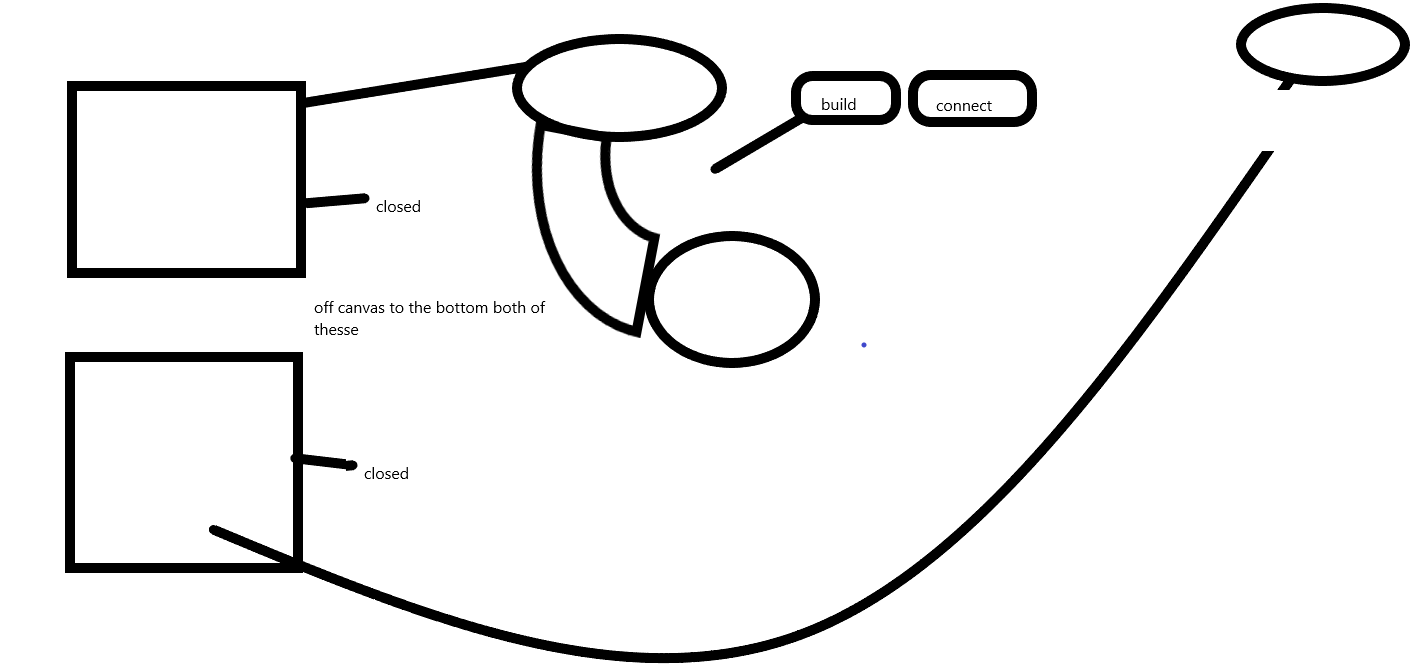 build
connect
closed
off canvas to the bottom both of
thesse
closed